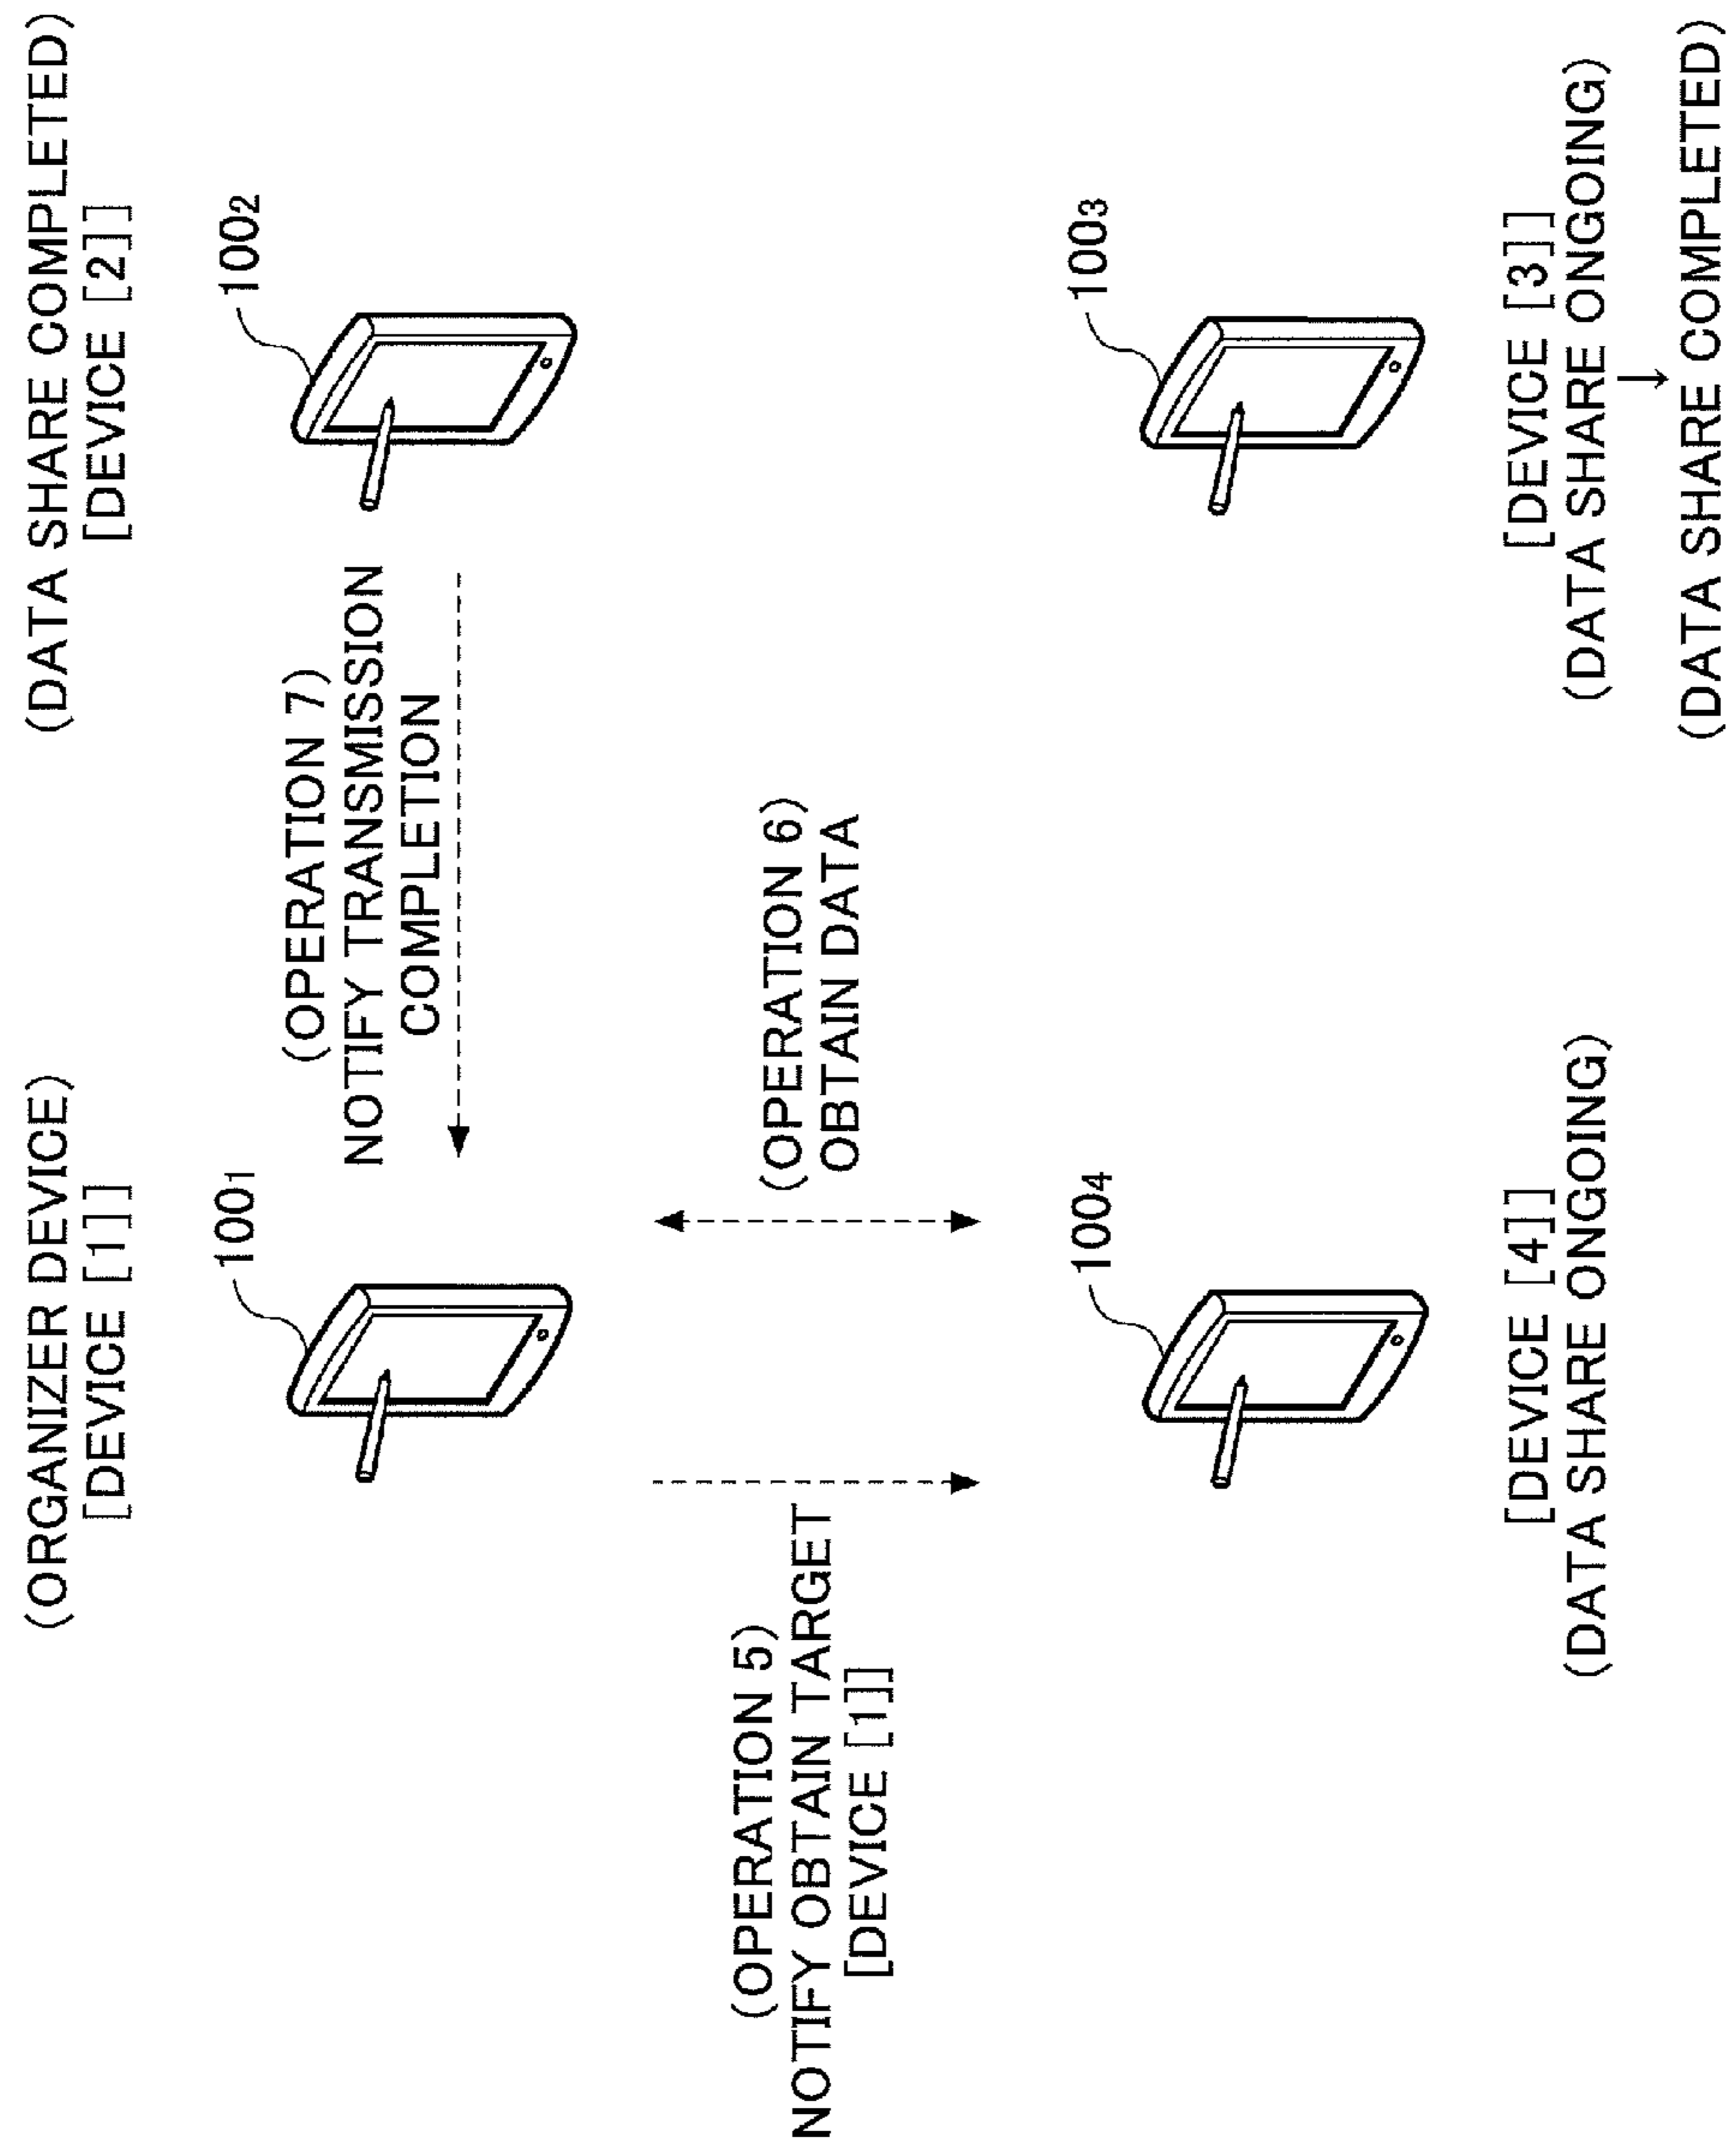 (ORGANIZER DEVICE)
[DEVICE [1]]
100₁
(DATA SHARE COMPLETED)
[DEVICE [2]]
100₂
(OPERATION 7)
NOTIFY TRANSMISSION
COMPLETION
(OPERATION 5)
NOTIFY OBTAIN TARGET
[DEVICE [1]]
(OPERATION 6)
OBTAIN DATA
100₄
[DEVICE [4]]
(DATA SHARE ONGOING)
100₃
[DEVICE [3]]
(DATA SHARE ONGOING)
→
(DATA SHARE COMPLETED)